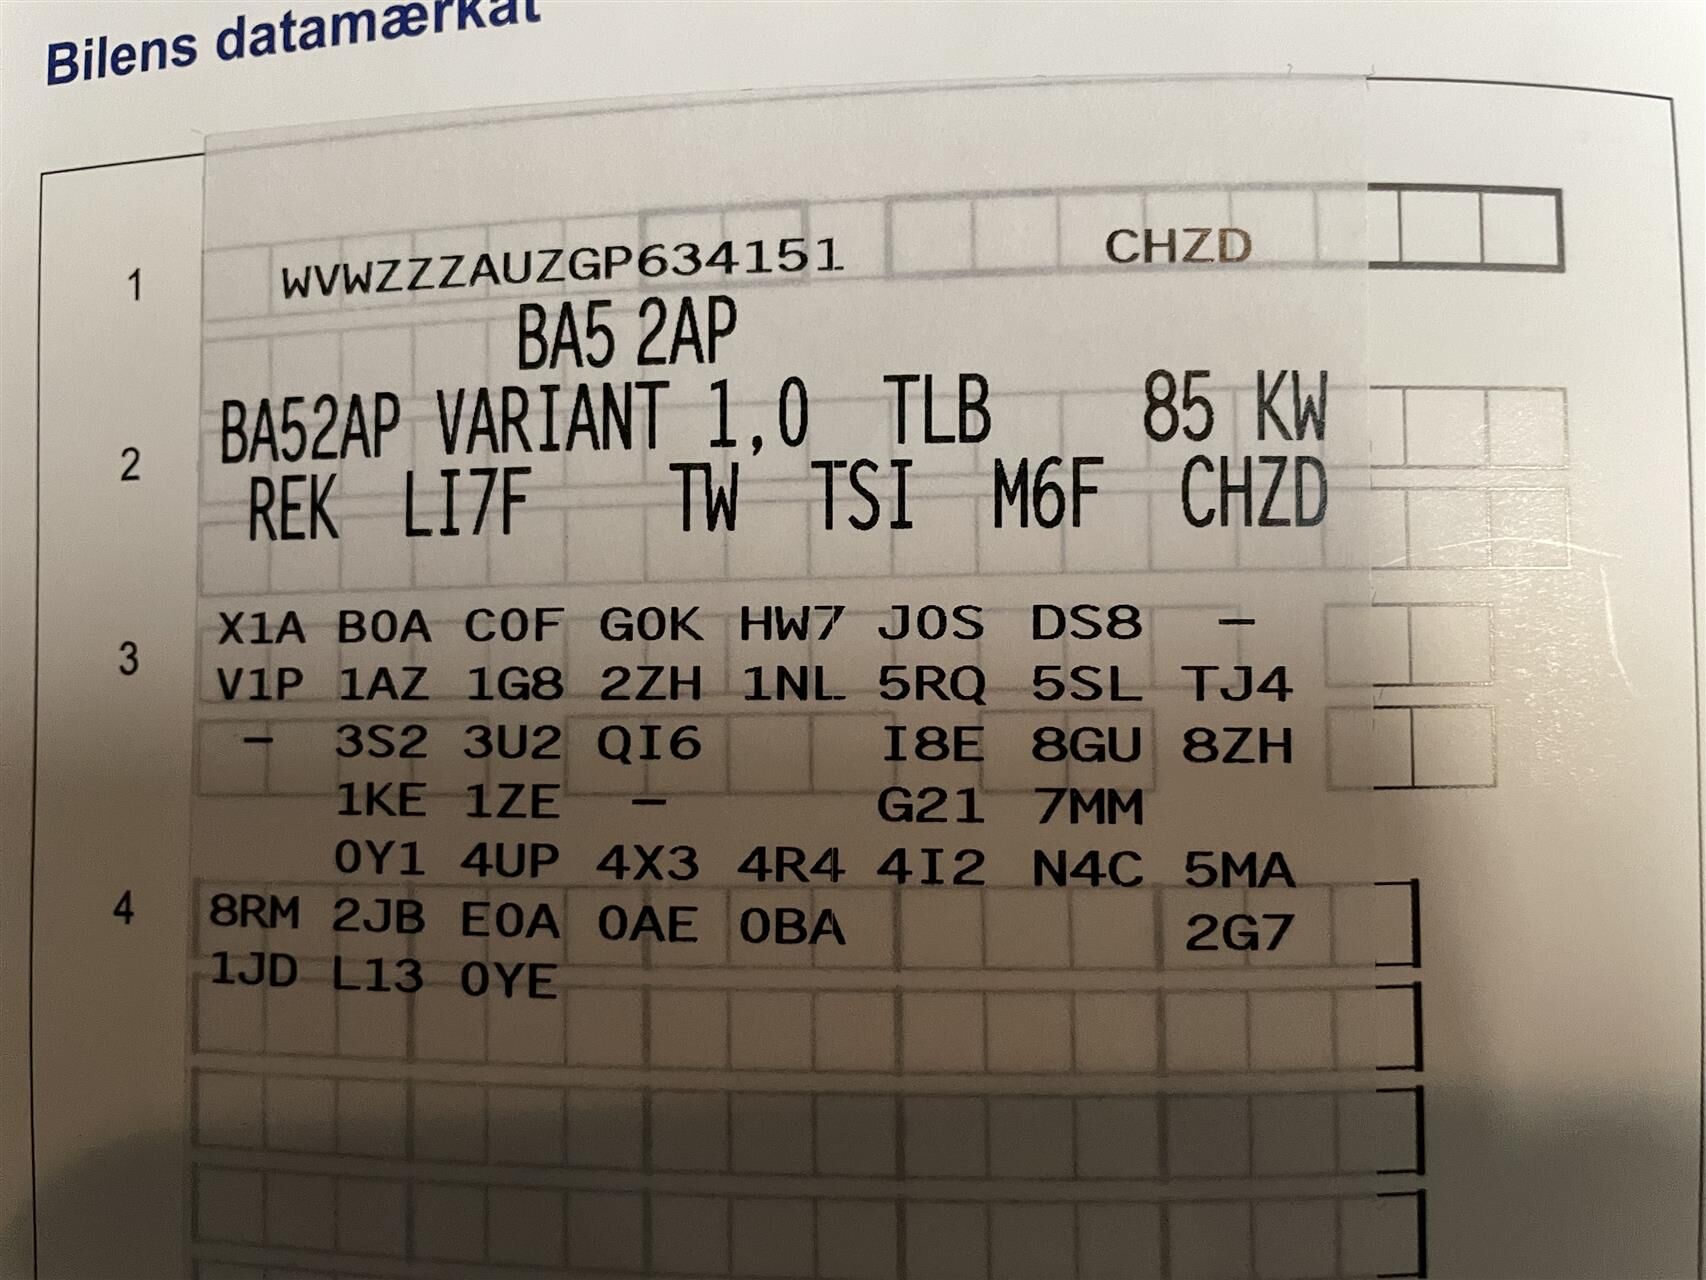 Bilens datamærkat
1 WVWZZZAUZGP634151 CHZD
BA5 2AP
BA52AP VARIANT 1,0 TLB 85 KW
2
REK LI7F TW TSI M6F CHZD
X1A B0A C0F G0K HW7 J0S DS8 –
3
V1P 1AZ 1G8 2ZH 1NL 5RQ 5SL TJ4
– 3S2 3U2 QI6 I8E 8GU 8ZH
1KE 1ZE – G21 7MM
0Y1 4UP 4X3 4R4 4I2 N4C 5MA
4 8RM 2JB E0A 0AE 0BA 2G7
1JD L13 0YE